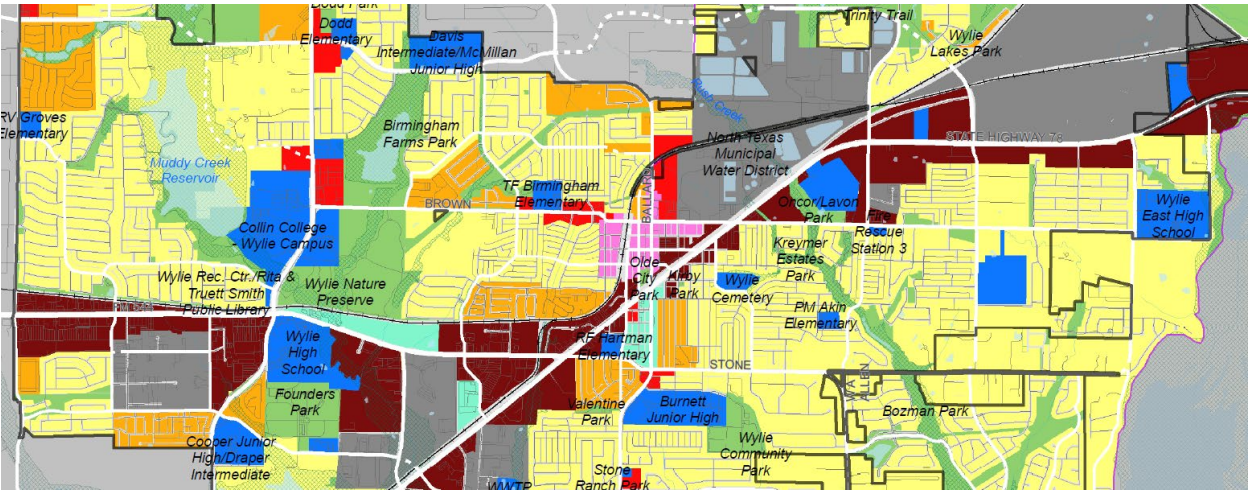 Dodd Park
Dodd
Elementary
Davis
Intermediate/McMillan
Junior High
Trinity Trail
Wylie
Lakes Park
RV Groves
Elementary
Muddy Creek
Reservoir
Birmingham
Farms Park
Rush Creek
North Texas
Municipal
Water District
STATE HIGHWAY 78
TF Birmingham
Elementary
BROWN
BALLARD
Collin College
- Wylie Campus
Oncor/Lavon
Park
Fire
Rescue
Station 3
Wylie
East High
School
Kreymer
Estates
Park
Wylie Rec. Ctr./Rita &
Truett Smith
Public Library
Wylie Nature
Preserve
Olde
City
Park
Kirby
Park
Wylie
Cemetery
PM Akin
Elementary
FM 544
Wylie
High
School
RF Hartman
Elementary
STONE
ALLEN
Founders
Park
Valentine
Park
Burnett
Junior High
Bozman Park
Cooper Junior
High/Draper
Intermediate
Wylie
Community
Park
Stone
Ranch Park
WWTP